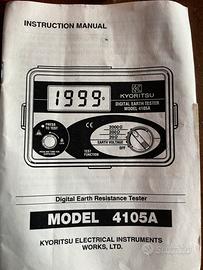 INSTRUCTION MANUAL
1999
KYORITSU
DIGITAL EARTH TESTER
MODEL 4105A
PRESS
TO TEST
2000Ω
200Ω
20Ω
EARTH VOLTAGE
OFF
TEST
FUNCTION
Digital Earth Resistance Tester
MODEL 4105A
KYORITSU ELECTRICAL INSTRUMENTS
WORKS, LTD.